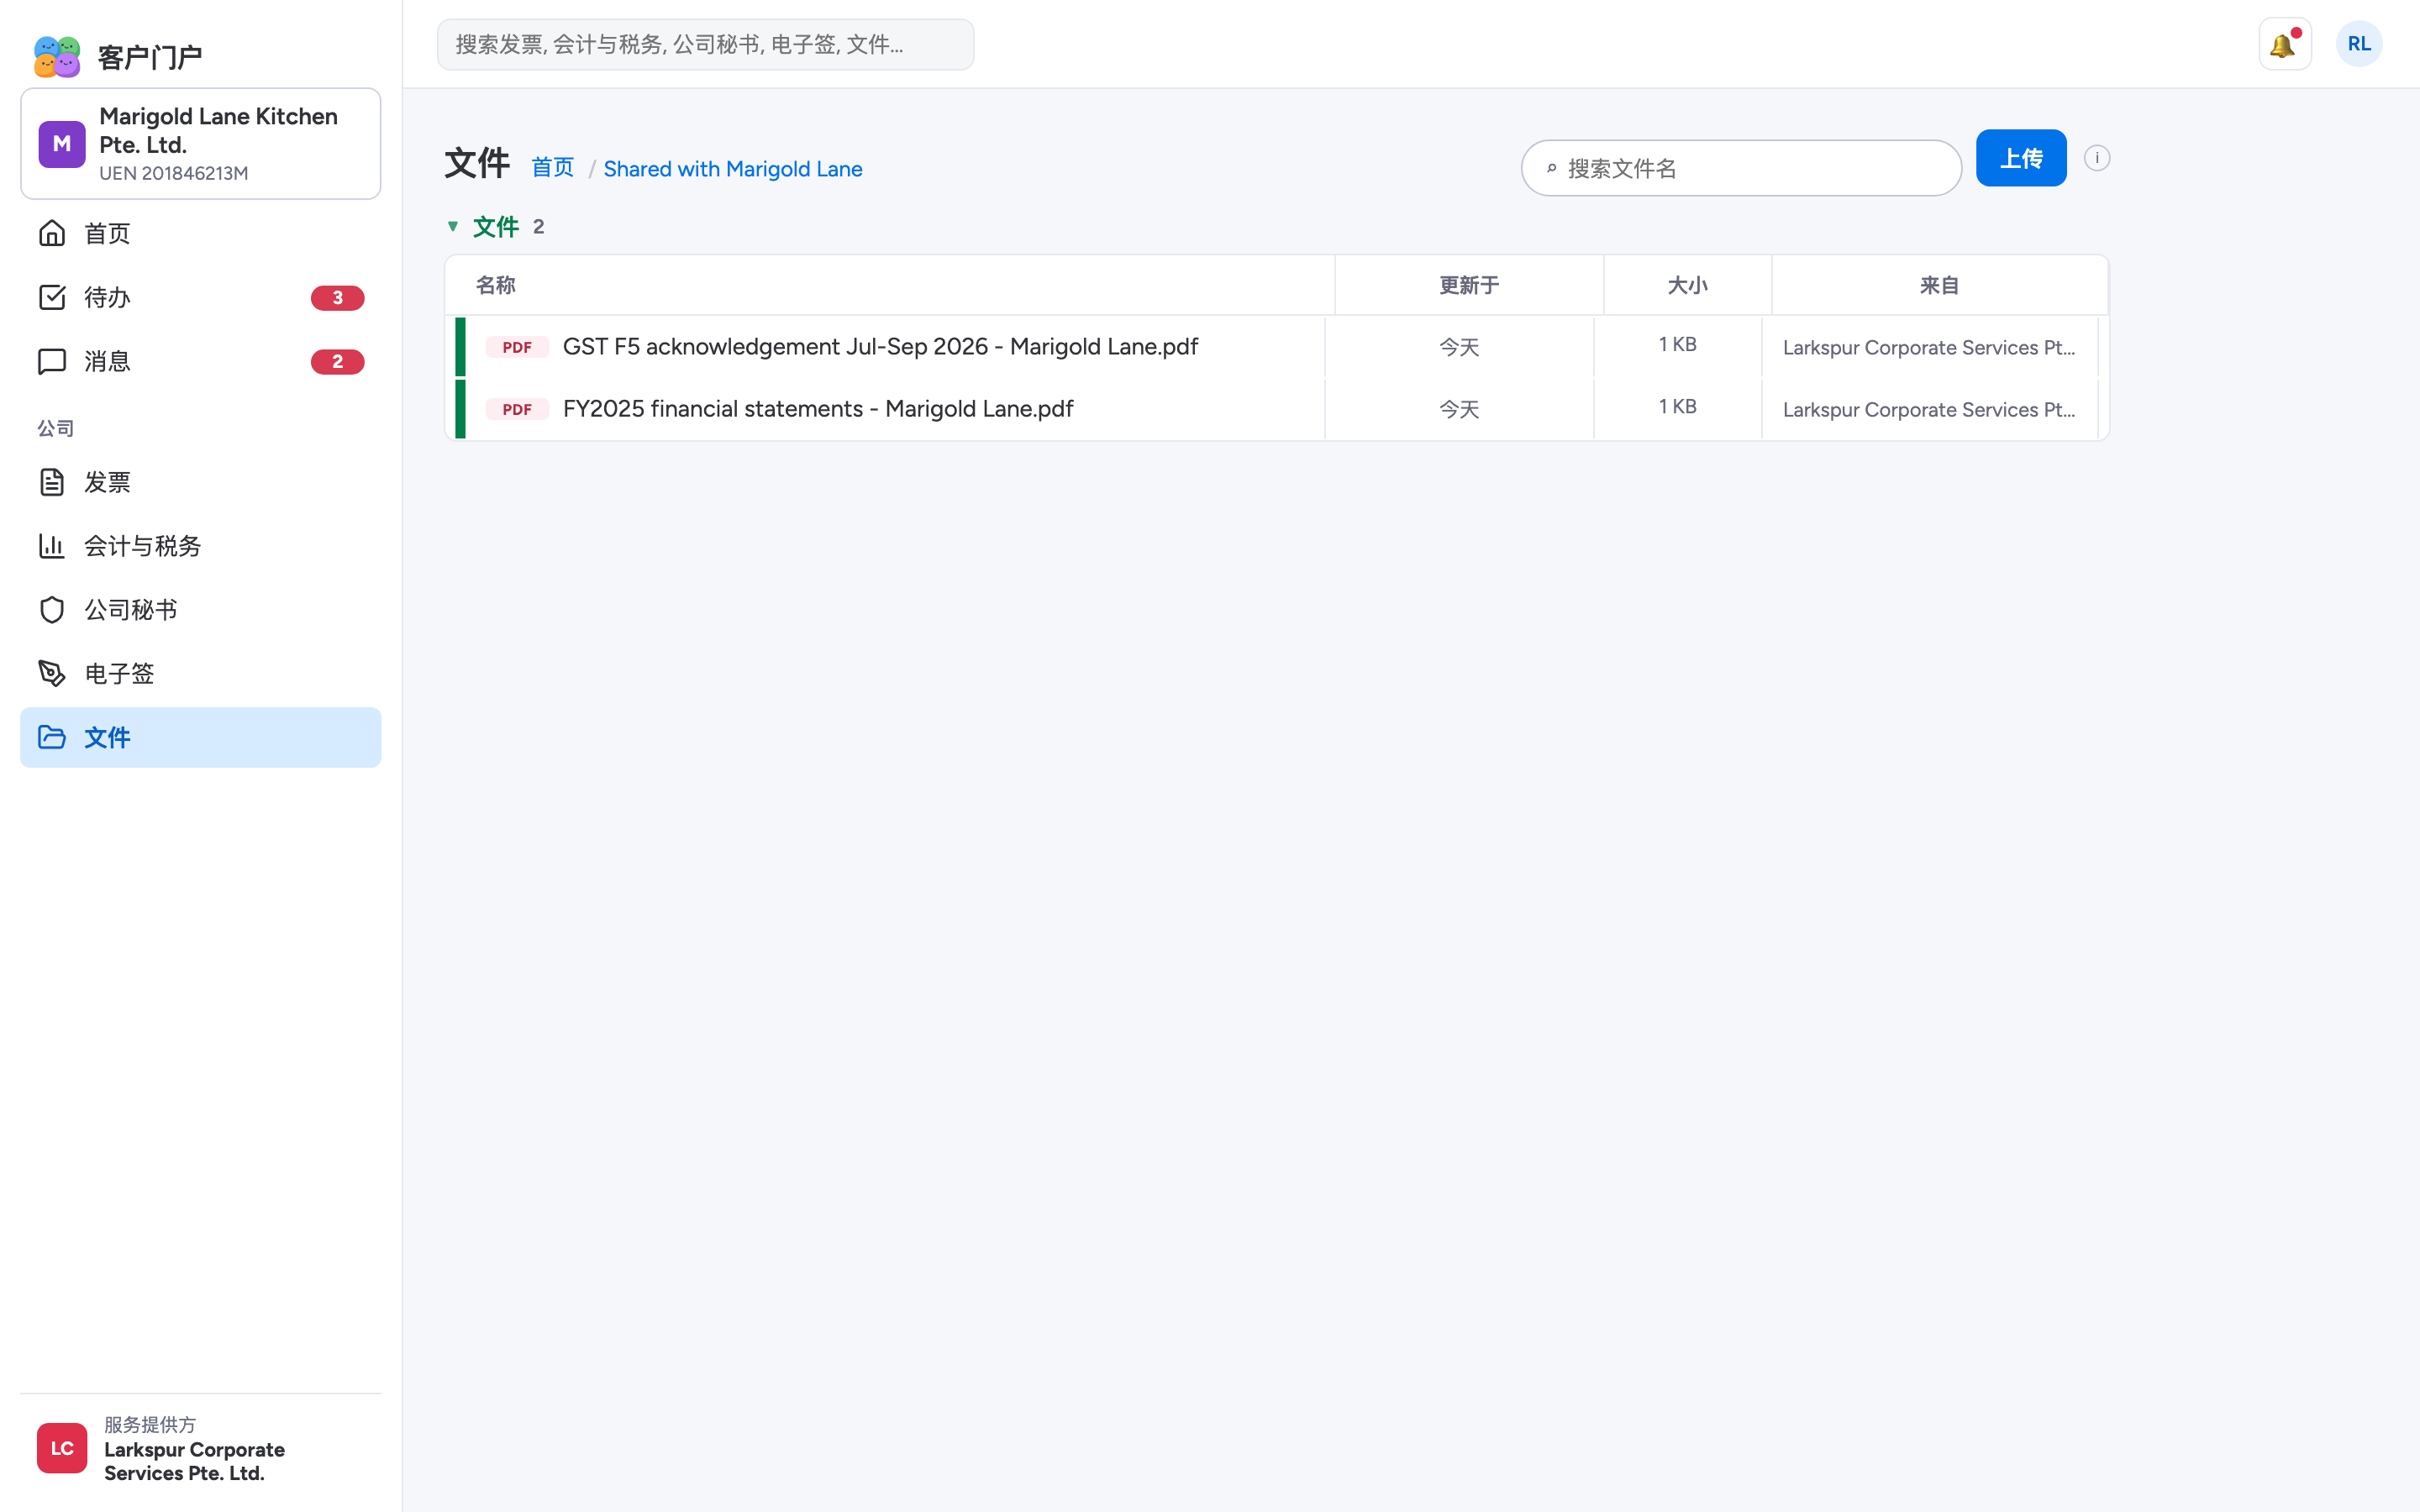 客户门户
M
Marigold Lane Kitchen
Pte. Ltd.
UEN 201846213M
首页
待办 3
消息 2
公司
发票
会计与税务
公司秘书
电子签
文件
LC
服务提供方
Larkspur Corporate
Services Pte. Ltd.
搜索发票, 会计与税务, 公司秘书, 电子签, 文件...
RL
文件 首页 / Shared with Marigold Lane
搜索文件名
上传
i
文件 2
名称 更新于 大小 来自
PDF GST F5 acknowledgement Jul-Sep 2026 - Marigold Lane.pdf 今天 1 KB Larkspur Corporate Services Pt...
PDF FY2025 financial statements - Marigold Lane.pdf 今天 1 KB Larkspur Corporate Services Pt...